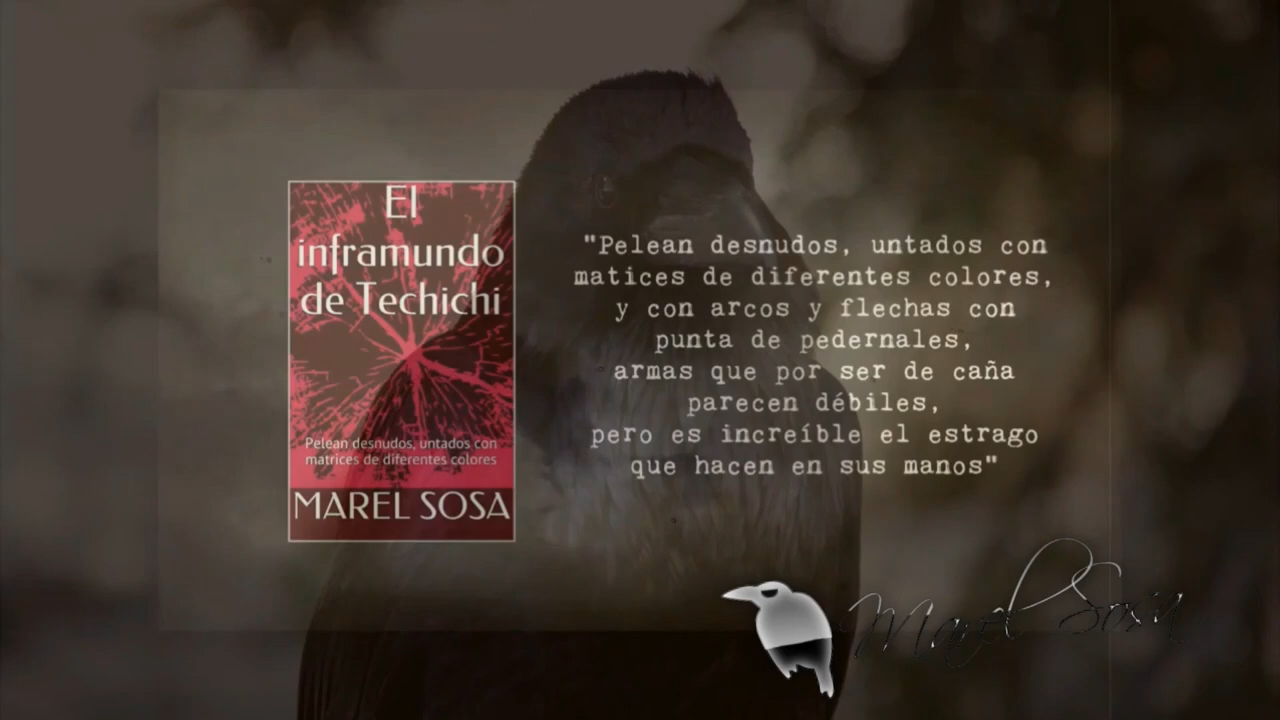 El
inframundo
de Techichi
Pelean desnudos, untados con
matrices de diferentes colores
MAREL SOSA
"Pelean desnudos, untados con
matices de diferentes colores,
y con arcos y flechas con
punta de pedernales,
armas que por ser de caña
parecen débiles,
pero es increíble el estrago
que hacen en sus manos"
Marel Sosa